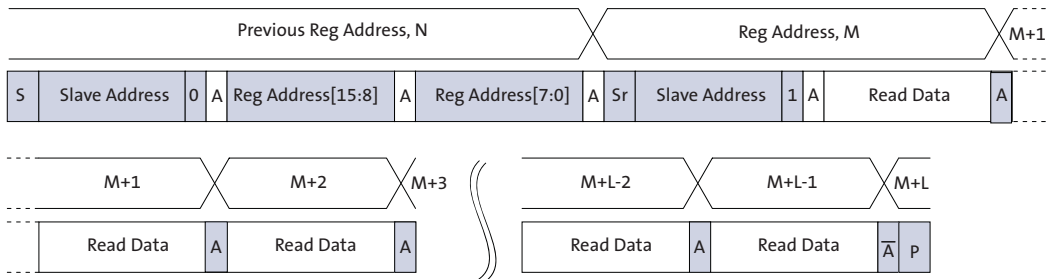 Previous Reg Address, N Reg Address, M M+1
S Slave Address 0 A Reg Address[15:8] A Reg Address[7:0] A Sr Slave Address 1 A Read Data A
M+1 M+2 M+3 M+L-2 M+L-1 M+L
Read Data A Read Data A Read Data A Read Data A̅ P